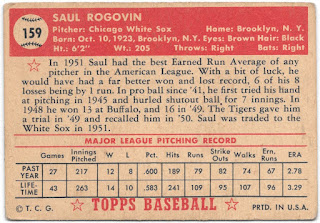 159
SAUL ROGOVIN
Pitcher: Chicago White Sox Home: Brooklyn, N. Y.
Born: Oct. 10, 1923, Brooklyn, N.Y. Eyes: Brown Hair: Black
Ht.: 6'2" Wt.: 205 Throws: Right Bats: Right
In 1951 Saul had the best Earned Run Average of any
pitcher in the American League. With a bit of luck, he
would have had a far better won and lost record, 6 of his 8
losses being by 1 run. In pro ball since '41, he first tried his hand
at pitching in 1945 and hurled shutout ball for 7 innings. In
1948 he won 13 at Buffalo, and 16 in '49. The Tigers gave him
a trial in '49 and recalled him in '50. Saul was traded to the
White Sox in 1951.
MAJOR LEAGUE PITCHING RECORD
Games Innings Pitched W L Pct. Hits Runs Strike Outs Walks Earn. Runs ERA
PAST YEAR 27 217 12 8 .600 189 85 82 74 67 2.78
LIFE- TIME 43 263 14 10 .583 241 109 95 107 96 3.29
© T. C. G. TOPPS BASEBALL PRTD. IN U.S.A.